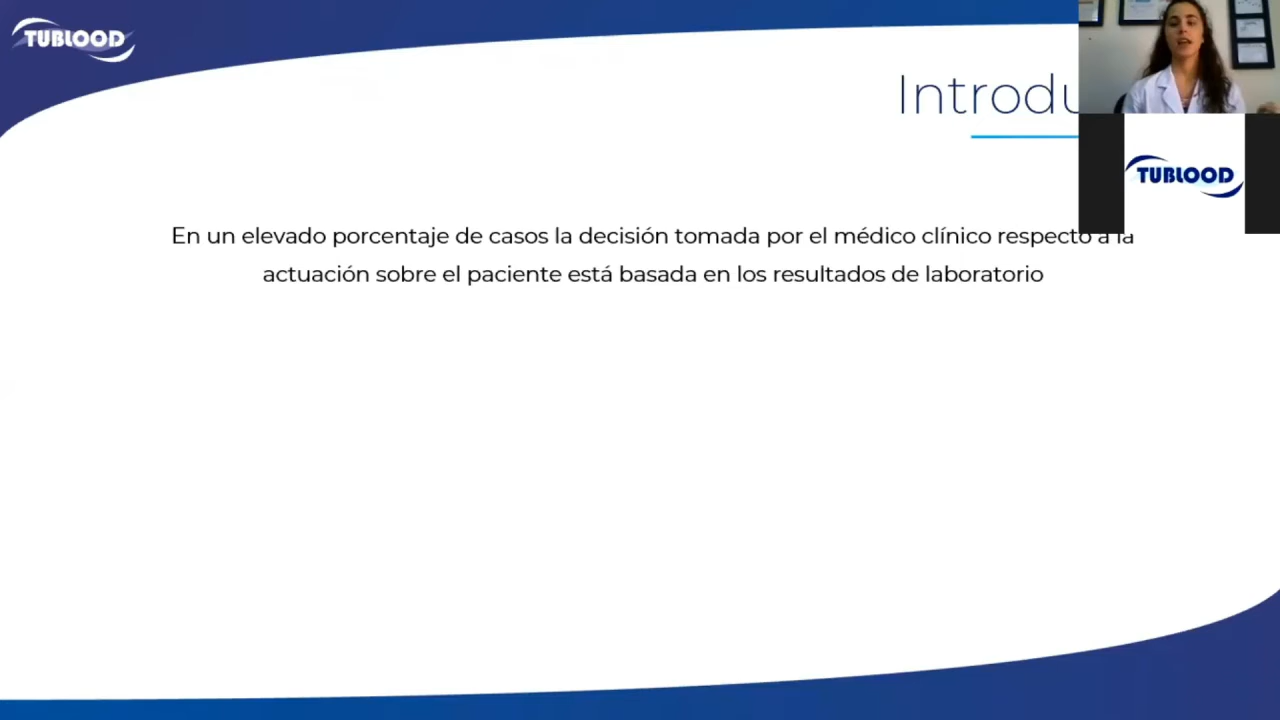 TUBLOOD
Introdu
TUBLOOD
En un elevado porcentaje de casos la decisión tomada por el médico clínico respecto a la
actuación sobre el paciente está basada en los resultados de laboratorio